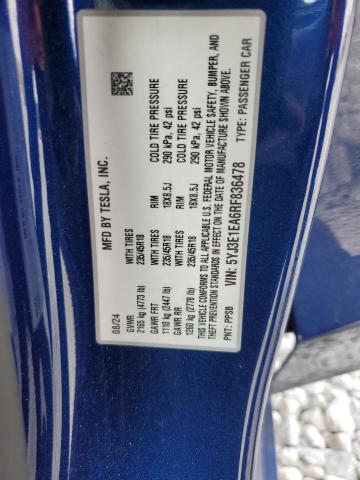 MFD BY TESLA, INC.
08/24
GVWR
2165 kg (4773 lb) WITH TIRES 235/45R18 RIM 18X8.5J COLD TIRE PRESSURE 290 kPa, 42 psi
GAWR FRT
1110 kg (2447 lb) WITH TIRES 235/45R18 RIM 18X8.5J COLD TIRE PRESSURE 290 kPa, 42 psi
GAWR RR
1260 kg (2778 lb)
THIS VEHICLE CONFORMS TO ALL APPLICABLE U.S. FEDERAL MOTOR VEHICLE SAFETY, BUMPER, AND
THEFT PREVENTION STANDARDS IN EFFECT ON THE DATE OF MANUFACTURE SHOWN ABOVE.
VIN: 5YJ3E1EA6RF836478 TYPE: PASSENGER CAR
PNT: PPSB